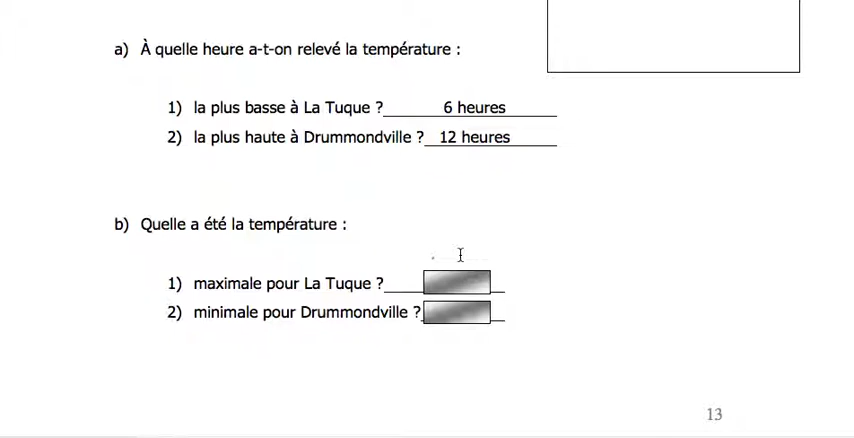 a) À quelle heure a-t-on relevé la température :
1) la plus basse à La Tuque ? 6 heures
2) la plus haute à Drummondville ? 12 heures
b) Quelle a été la température :
1) maximale pour La Tuque ?
2) minimale pour Drummondville ?
13